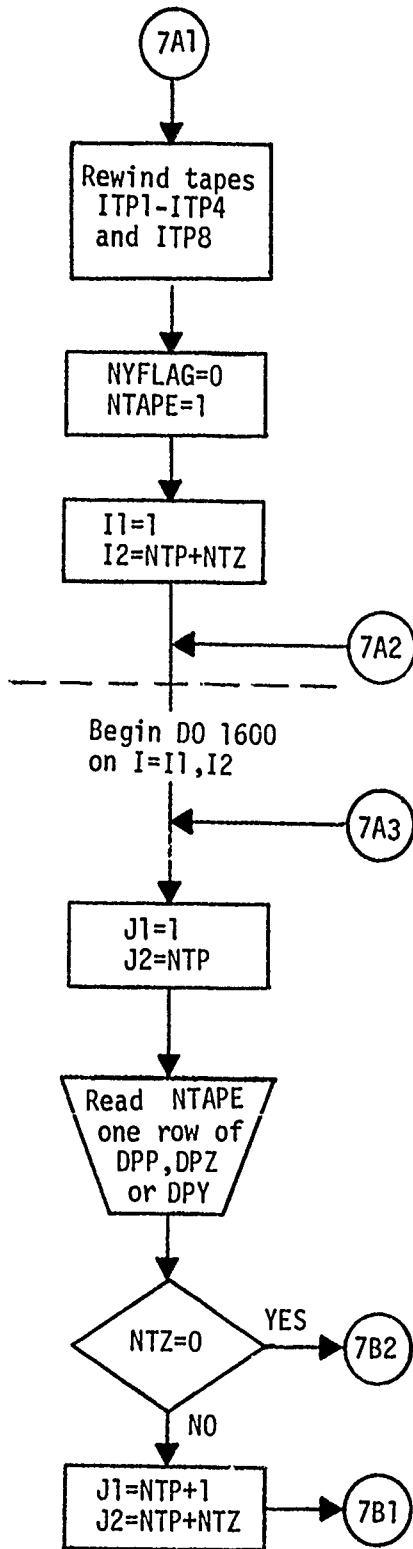 7A1
Rewind tapes
ITP1-ITP4
and ITP8
NYFLAG=0
NTAPE=1
I1=1
I2=NTP+NTZ
7A2
Begin DO 1600
on I=I1,I2
7A3
J1=1
J2=NTP
Read NTAPE
one row of
DPP,DPZ
or DPY
NTZ=0
YES
7B2
NO
J1=NTP+1
J2=NTP+NTZ
7B1